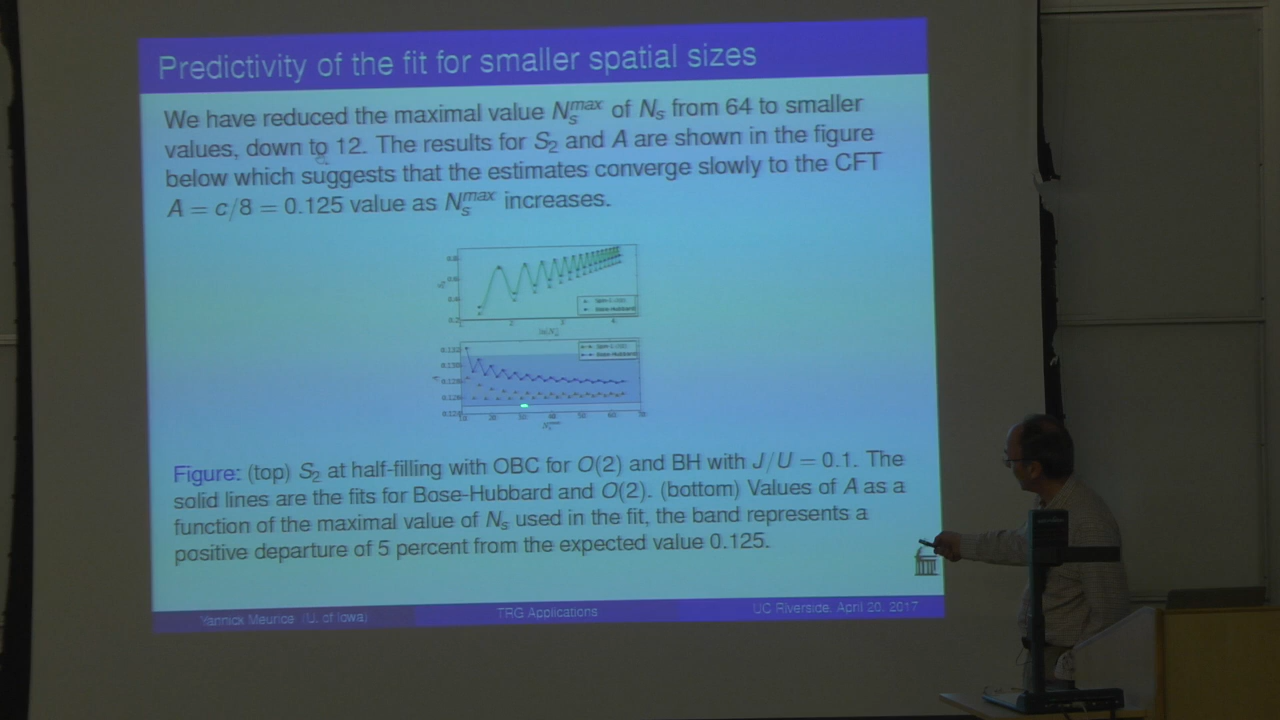 Predictivity of the fit for smaller spatial sizes
We have reduced the maximal value N_s^max of N_s from 64 to smaller
values, down to 12. The results for S_2 and A are shown in the figure
below which suggests that the estimates converge slowly to the CFT
A = c/8 = 0.125 value as N_s^max increases.
Bose-Hubbard
Bose-Hubbard
Figure: (top) S_2 at half-filling with OBC for O(2) and BH with J/U = 0.1. The
solid lines are the fits for Bose-Hubbard and O(2). (bottom) Values of A as a
function of the maximal value of N_s used in the fit, the band represents a
positive departure of 5 percent from the expected value 0.125.
Yannick Meurice (U. of Iowa) TRG Applications UC Riverside, April 20, 2017